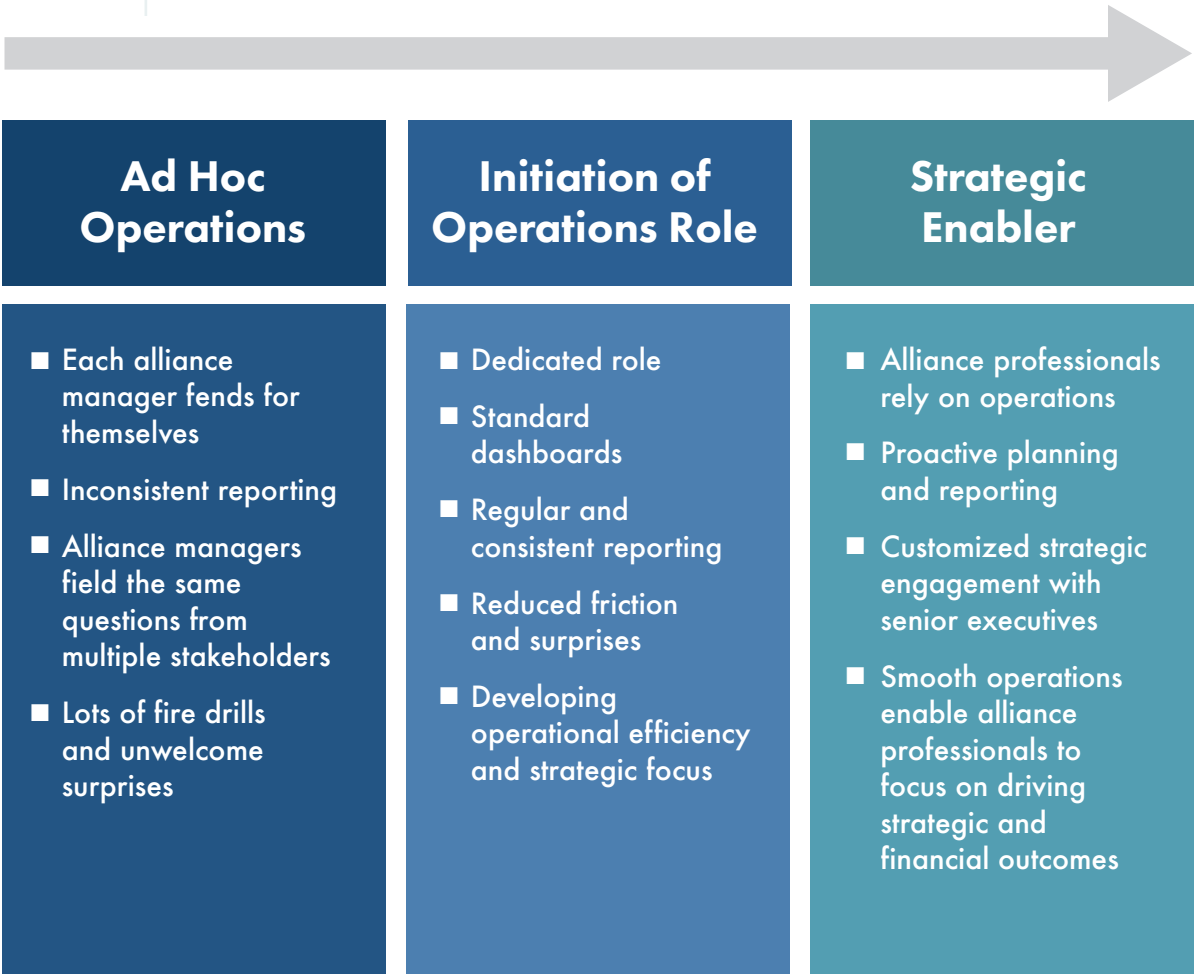 Ad Hoc
Operations
Each alliance
manager fends for
themselves
Inconsistent reporting
Alliance managers
field the same
questions from
multiple stakeholders
Lots of fire drills
and unwelcome
surprises
Initiation of
Operations Role
Dedicated role
Standard
dashboards
Regular and
consistent reporting
Reduced friction
and surprises
Developing
operational efficiency
and strategic focus
Strategic
Enabler
Alliance professionals
rely on operations
Proactive planning
and reporting
Customized strategic
engagement with
senior executives
Smooth operations
enable alliance
professionals to
focus on driving
strategic and
financial outcomes